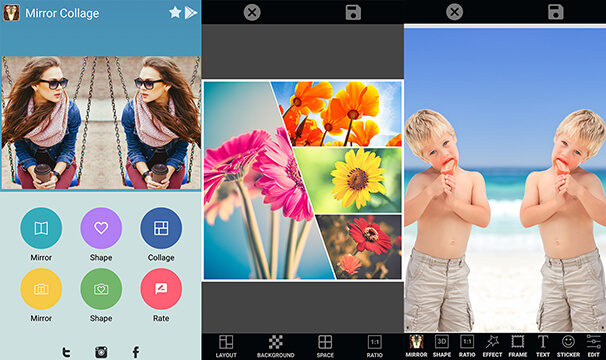 Mirror Collage
Mirror
Shape
Collage
Mirror
Shape
Rate
LAYOUT
BACKGROUND
SPACE
1:1
RATIO
3D
1:1
MIRROR
SHAPE
RATIO
EFFECT
FRAME
TEXT
STICKER
EDIT